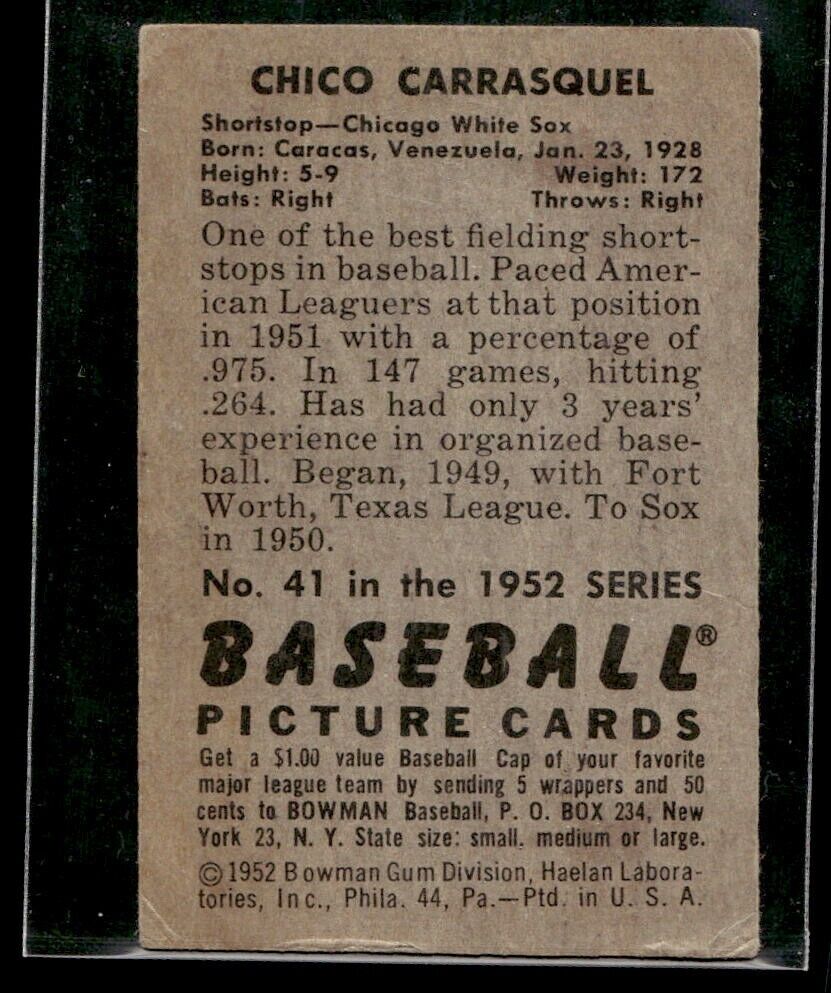 CHICO CARRASQUEL
Shortstop—Chicago White Sox
Born: Caracas, Venezuela, Jan. 23, 1928
Height: 5-9 Weight: 172
Bats: Right Throws: Right
One of the best fielding short-
stops in baseball. Paced Amer-
ican Leaguers at that position
in 1951 with a percentage of
.975. In 147 games, hitting
.264. Has had only 3 years'
experience in organized base-
ball. Began, 1949, with Fort
Worth, Texas League. To Sox
in 1950.
No. 41 in the 1952 SERIES
BASEBALL®
PICTURE CARDS
Get a $1.00 value Baseball Cap of your favorite
major league team by sending 5 wrappers and 50
cents to BOWMAN Baseball, P. O. BOX 234, New
York 23, N. Y. State size: small, medium or large.
©1952 Bowman Gum Division, Haelan Labora-
tories, Inc., Phila. 44, Pa.—Ptd. in U. S. A.